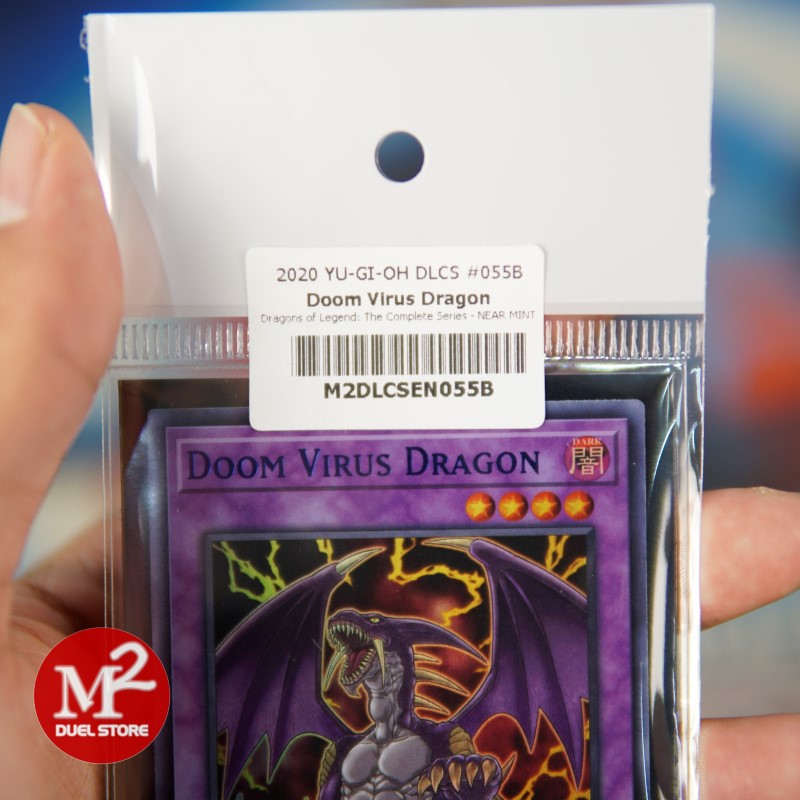 2020 YU-GI-OH DLCS #055B
Doom Virus Dragon
Dragons of Legend: The Complete Series - NEAR MINT
M2DLCSEN055B
DOOM VIRUS DRAGON
DARK
闇
M2
DUEL STORE